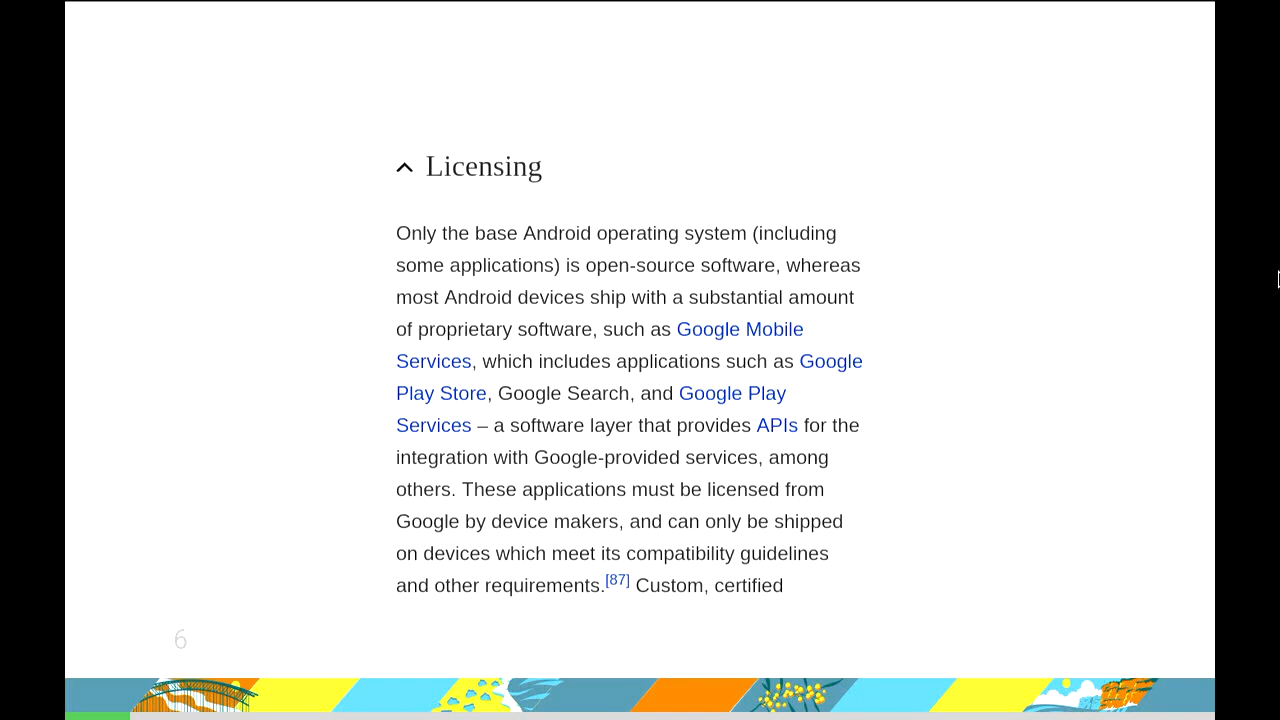 Licensing
Only the base Android operating system (including
some applications) is open-source software, whereas
most Android devices ship with a substantial amount
of proprietary software, such as Google Mobile
Services, which includes applications such as Google
Play Store, Google Search, and Google Play
Services – a software layer that provides APIs for the
integration with Google-provided services, among
others. These applications must be licensed from
Google by device makers, and can only be shipped
on devices which meet its compatibility guidelines
and other requirements.[87] Custom, certified
6